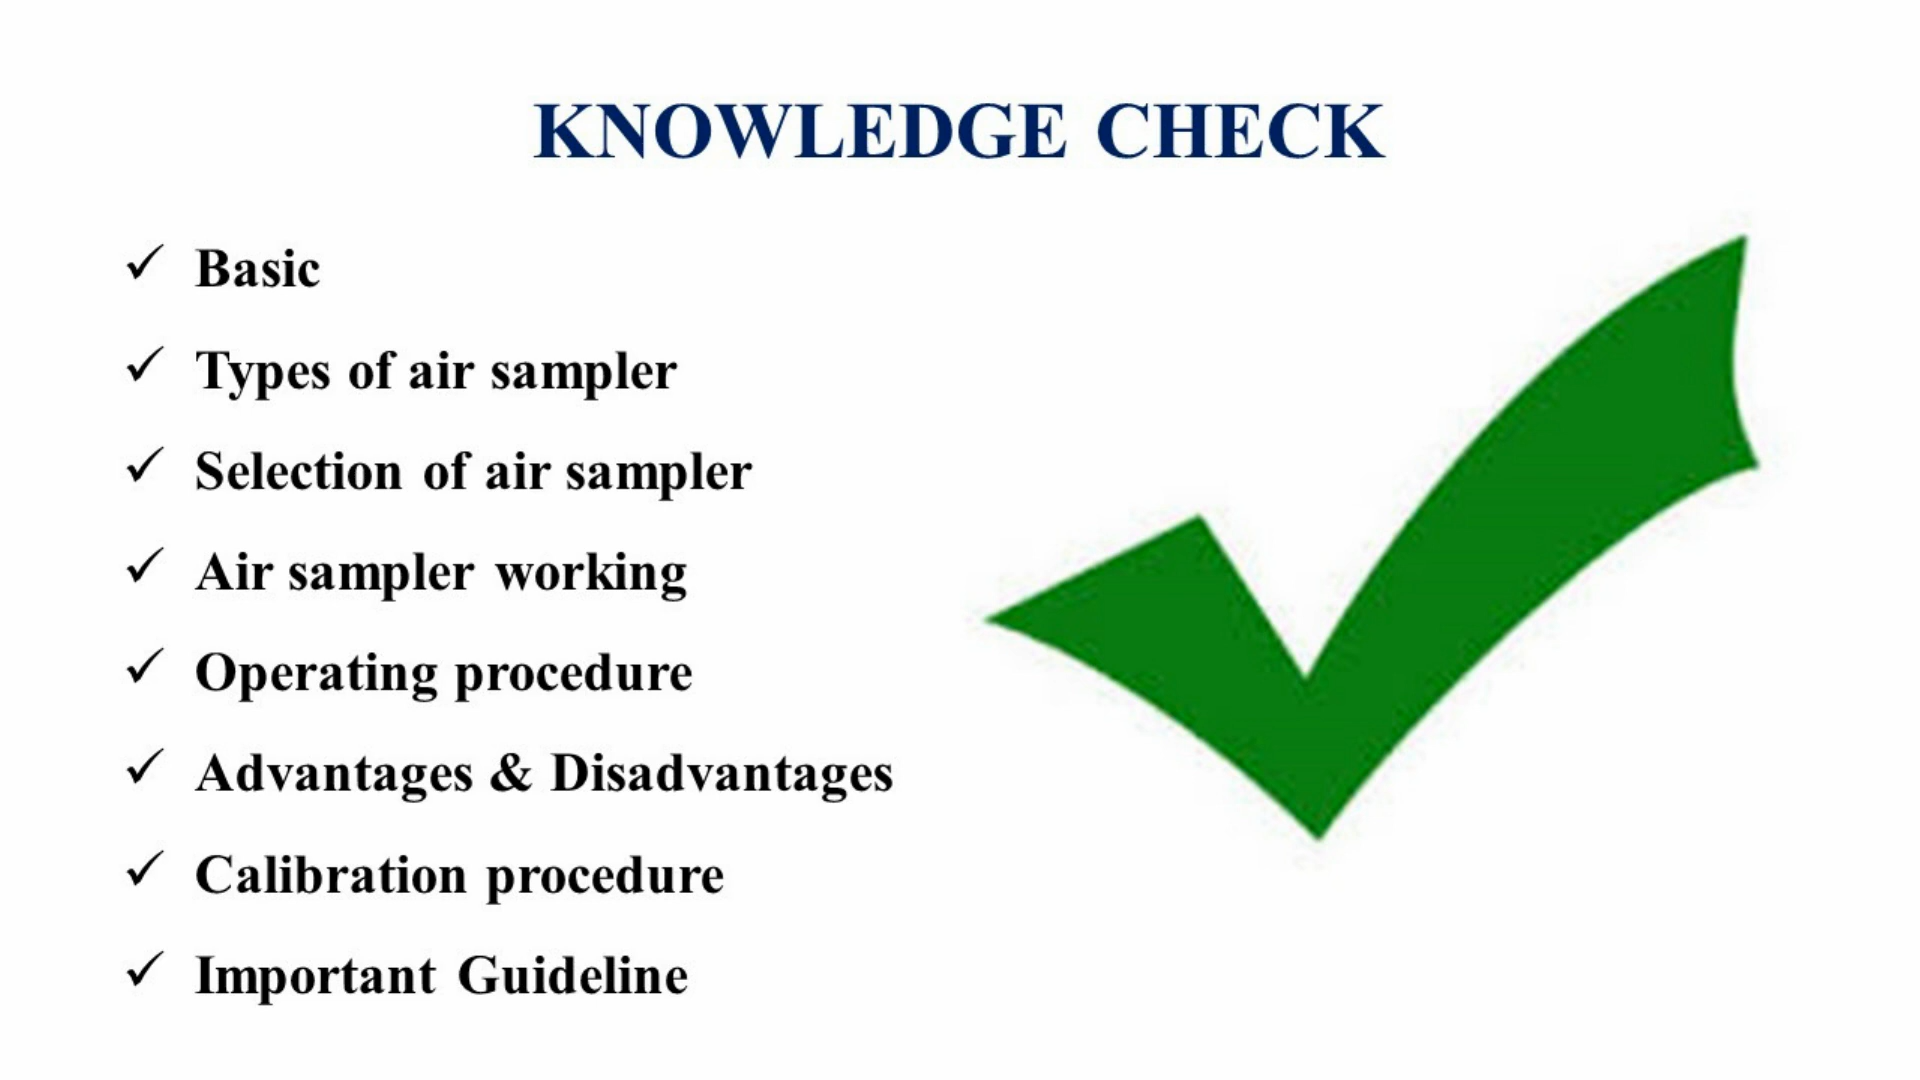 KNOWLEDGE CHECK
✓ Basic
✓ Types of air sampler
✓ Selection of air sampler
✓ Air sampler working
✓ Operating procedure
✓ Advantages & Disadvantages
✓ Calibration procedure
✓ Important Guideline